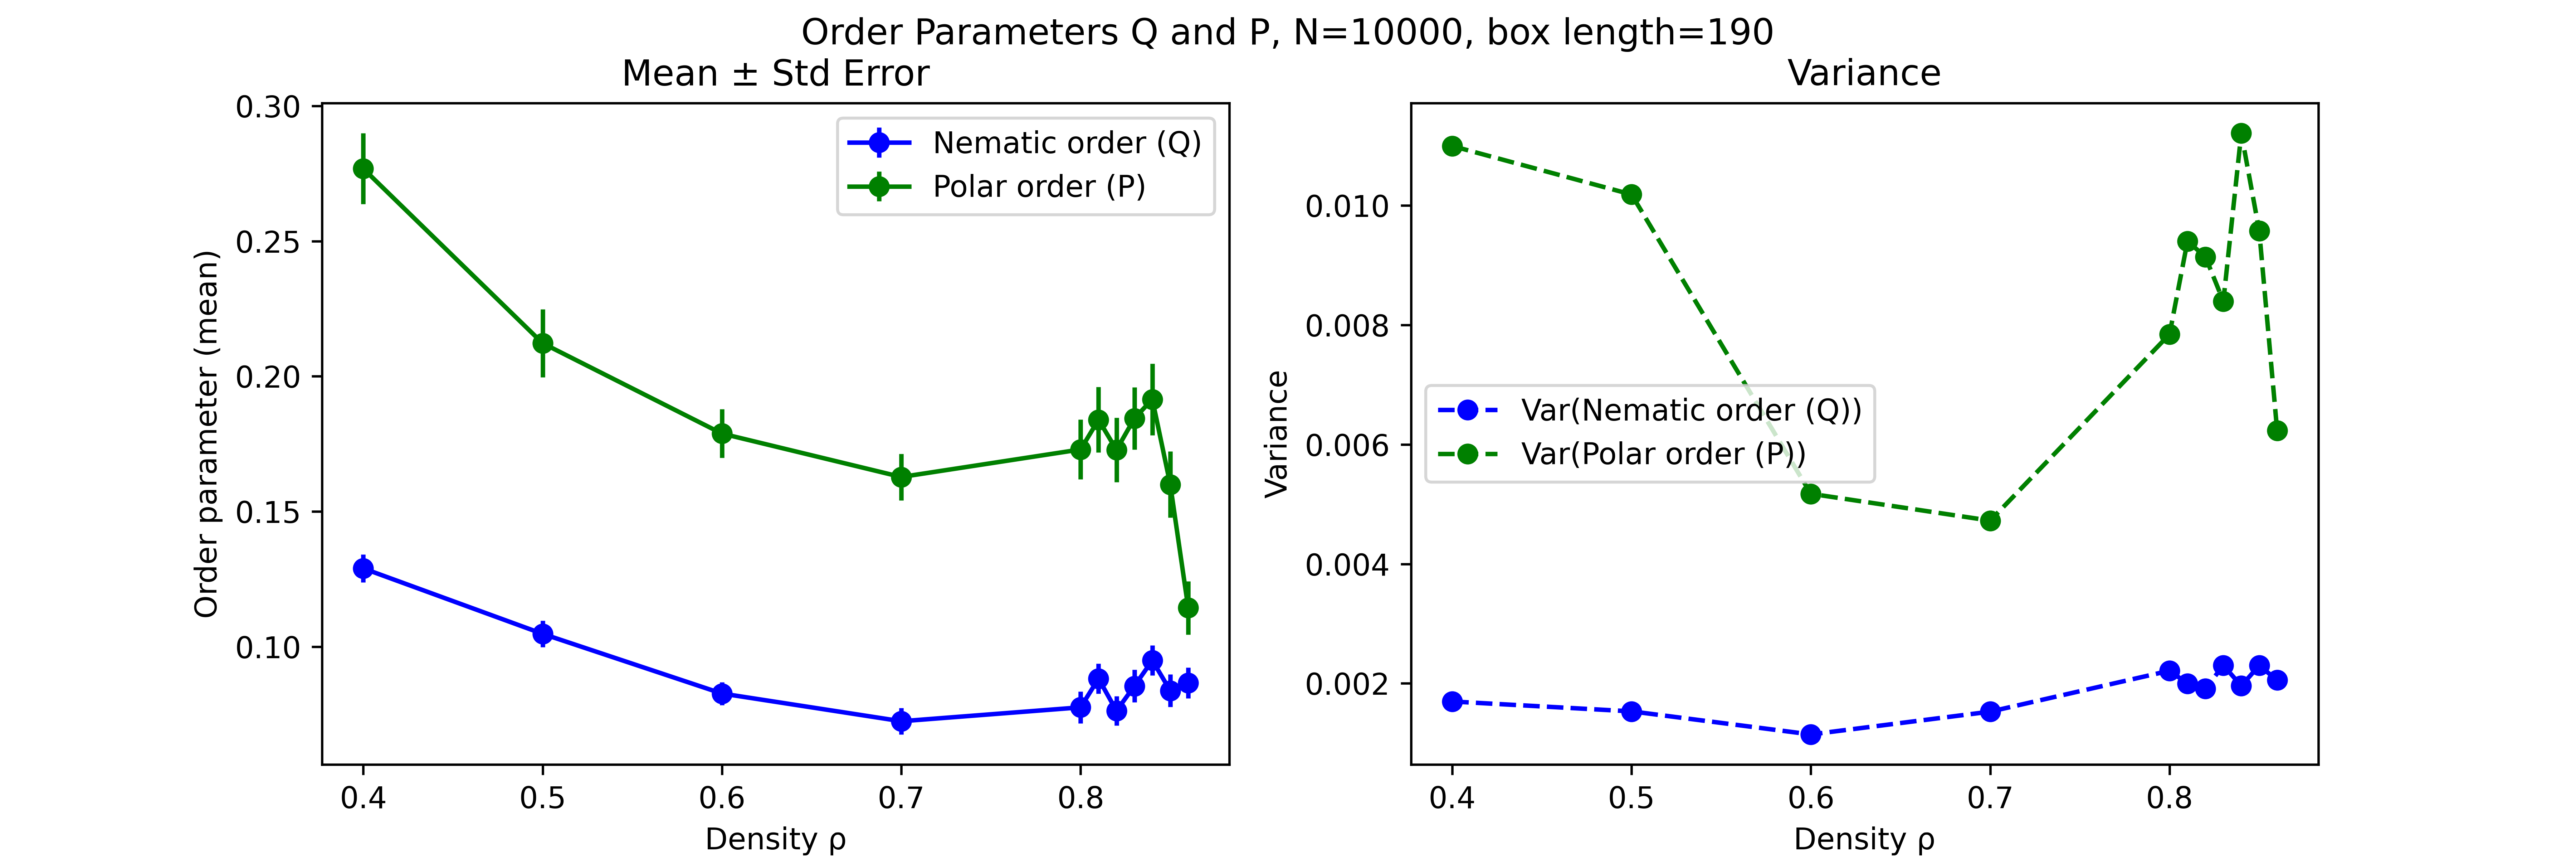 Order Parameters Q and P, N=10000, box length=190
Mean ± Std Error
0.30
0.25
0.20
0.15
0.10
Order parameter (mean)
Nematic order (Q)
Polar order (P)
0.4 0.5 0.6 0.7 0.8
Density ρ
Variance
0.010
0.008
0.006
0.004
0.002
Variance
Var(Nematic order (Q))
Var(Polar order (P))
0.4 0.5 0.6 0.7 0.8
Density ρ